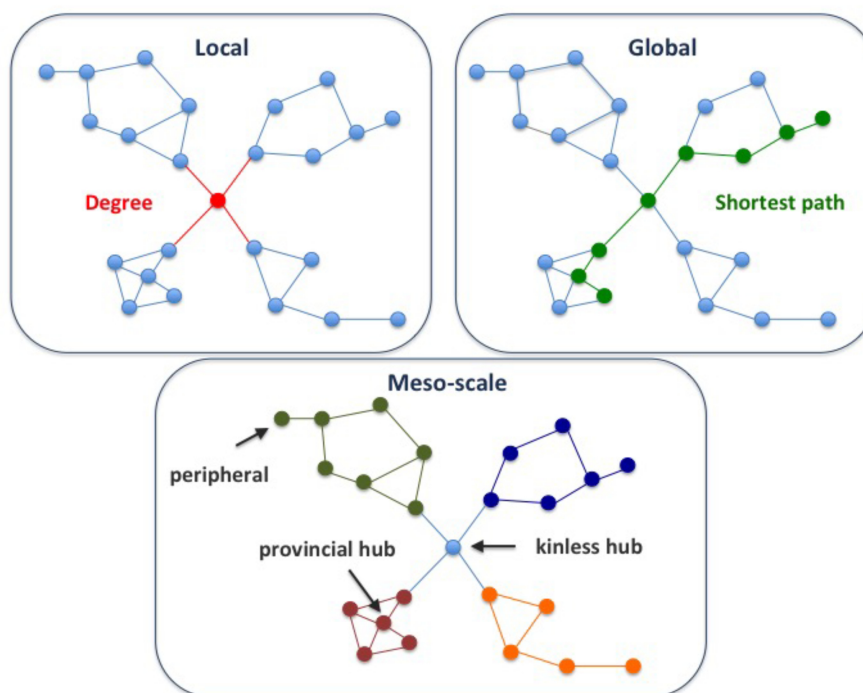 Local
Global
Degree
Shortest path
Meso-scale
peripheral
provincial hub
kinless hub